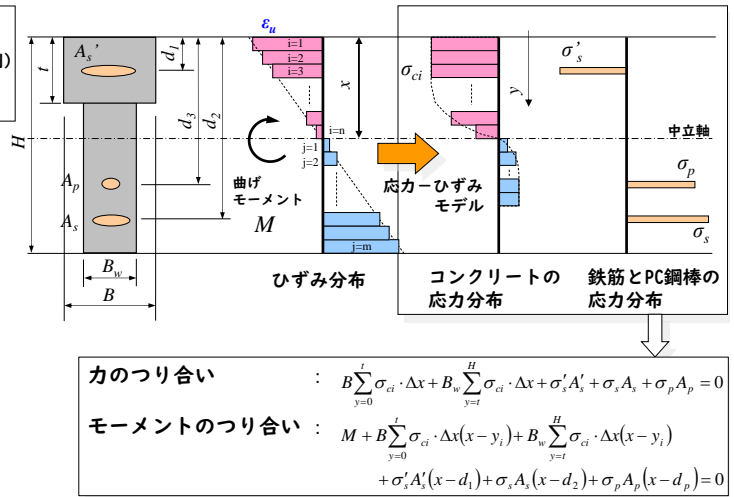 刂)
A_s'
d_1
t
d_3
d_2
H
A_p
A_s
B_w
B
ε_u
i=1
i=2
i=3
x
i=n
j=1
j=2
j=m
曲げ
モーメント
M
ひずみ分布
応力－ひずみ
モデル
σ_ci
y
σ'_s
中立軸
σ_p
σ_s
コンクリートの
応力分布
鉄筋とPC鋼棒の
応力分布
力のつり合い : B∑_{y=0}^{t} σ_ci・Δx + B_w∑_{y=t}^{H} σ_ci・Δx + σ'_s A'_s + σ_s A_s + σ_p A_p = 0
モーメントのつり合い : M + B∑_{y=0}^{t} σ_ci・Δx(x − y_i) + B_w∑_{y=t}^{H} σ_ci・Δx(x − y_i)
+ σ'_s A'_s(x − d_1) + σ_s A_s(x − d_2) + σ_p A_p(x − d_p) = 0